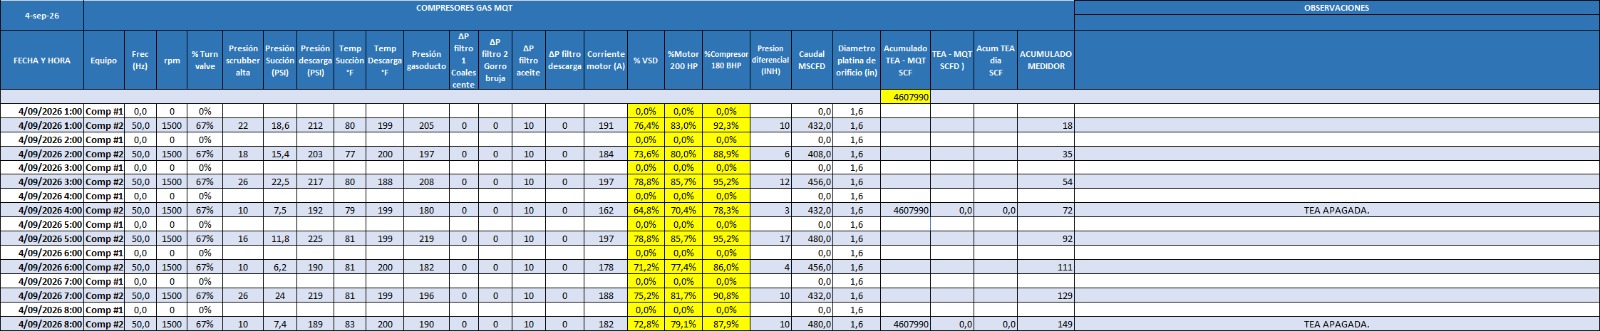 4-sep-26 COMPRESORES GAS MQT OBSERVACIONES
FECHA Y HORA Equipo Frec (Hz) rpm % Turn valve Presión scrubber alta Presión Succión (PSI) Presión descarga (PSI) Temp Succiòn °F Temp Descarga °F Presión gasoducto ΔP filtro 1 Coales cente ΔP filtro 2 Gorro bruja ΔP filtro aceite ΔP filtro descarga Corriente motor (A) % VSD %Motor 200 HP %Compresor 180 BHP Presion diferencial (INH) Caudal MSCFD Diametro platina de orificio (in) Acumulado TEA - MQT SCF TEA - MQT SCFD ) Acum TEA dia SCF ACUMULADO MEDIDOR
4607990
4/09/2026 1:00 Comp #1 0,0 0 0% 0,0% 0,0% 0,0% 0,0 1,6
4/09/2026 1:00 Comp #2 50,0 1500 67% 22 18,6 212 80 199 205 0 0 10 0 191 76,4% 83,0% 92,3% 10 432,0 1,6 18
4/09/2026 2:00 Comp #1 0,0 0 0% 0,0% 0,0% 0,0% 0,0 1,6
4/09/2026 2:00 Comp #2 50,0 1500 67% 18 15,4 203 77 200 197 0 0 10 0 184 73,6% 80,0% 88,9% 6 408,0 1,6 35
4/09/2026 3:00 Comp #1 0,0 0 0% 0,0% 0,0% 0,0% 0,0 1,6
4/09/2026 3:00 Comp #2 50,0 1500 67% 26 22,5 217 80 188 208 0 0 10 0 197 78,8% 85,7% 95,2% 12 456,0 1,6 54
4/09/2026 4:00 Comp #1 0,0 0 0% 0,0% 0,0% 0,0% 0,0 1,6
4/09/2026 4:00 Comp #2 50,0 1500 67% 10 7,5 192 79 199 180 0 0 10 0 162 64,8% 70,4% 78,3% 3 432,0 1,6 4607990 0,0 0,0 72 TEA APAGADA.
4/09/2026 5:00 Comp #1 0,0 0 0% 0,0% 0,0% 0,0% 0,0 1,6
4/09/2026 5:00 Comp #2 50,0 1500 67% 16 11,8 225 81 199 219 0 0 10 0 197 78,8% 85,7% 95,2% 17 480,0 1,6 92
4/09/2026 6:00 Comp #1 0,0 0 0% 0,0% 0,0% 0,0% 0,0 1,6
4/09/2026 6:00 Comp #2 50,0 1500 67% 10 6,2 190 81 200 182 0 0 10 0 178 71,2% 77,4% 86,0% 4 456,0 1,6 111
4/09/2026 7:00 Comp #1 0,0 0 0% 0,0% 0,0% 0,0% 0,0 1,6
4/09/2026 7:00 Comp #2 50,0 1500 67% 26 24 219 81 199 196 0 0 10 0 188 75,2% 81,7% 90,8% 10 432,0 1,6 129
4/09/2026 8:00 Comp #1 0,0 0 0% 0,0% 0,0% 0,0% 0,0 1,6
4/09/2026 8:00 Comp #2 50,0 1500 67% 10 7,4 189 83 200 190 0 0 10 0 182 72,8% 79,1% 87,9% 10 480,0 1,6 4607990 0,0 0,0 149 TEA APAGADA.